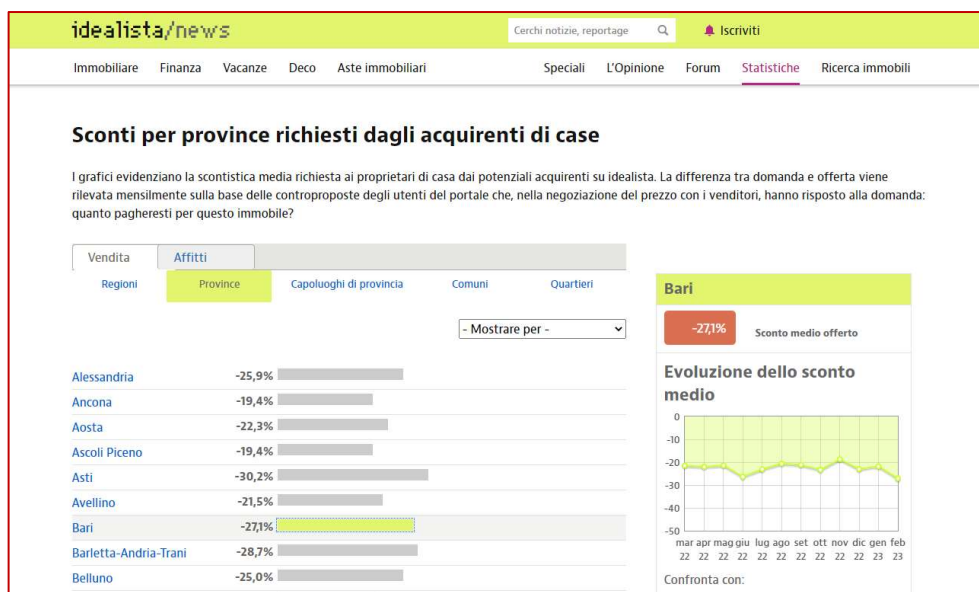 idealista/news
Cerchi notizie, reportage
Iscriviti
Immobiliare Finanza Vacanze Deco Aste immobiliari Speciali L'Opinione Forum Statistiche Ricerca immobili
Sconti per province richiesti dagli acquirenti di case
I grafici evidenziano la scontistica media richiesta ai proprietari di casa dai potenziali acquirenti su idealista. La differenza tra domanda e offerta viene
rilevata mensilmente sulla base delle controproposte degli utenti del portale che, nella negoziazione del prezzo con i venditori, hanno risposto alla domanda:
quanto pagheresti per questo immobile?
Vendita Affitti
Regioni Province Capoluoghi di provincia Comuni Quartieri
- Mostrare per -
Alessandria -25,9%
Ancona -19,4%
Aosta -22,3%
Ascoli Piceno -19,4%
Asti -30,2%
Avellino -21,5%
Bari -27,1%
Barletta-Andria-Trani -28,7%
Belluno -25,0%
Bari
-27,1% Sconto medio offerto
Evoluzione dello sconto
medio
0
-10
-20
-30
-40
-50
mar apr mag giu lug ago set ott nov dic gen feb
22 22 22 22 22 22 22 22 22 22 23 23
Confronta con: